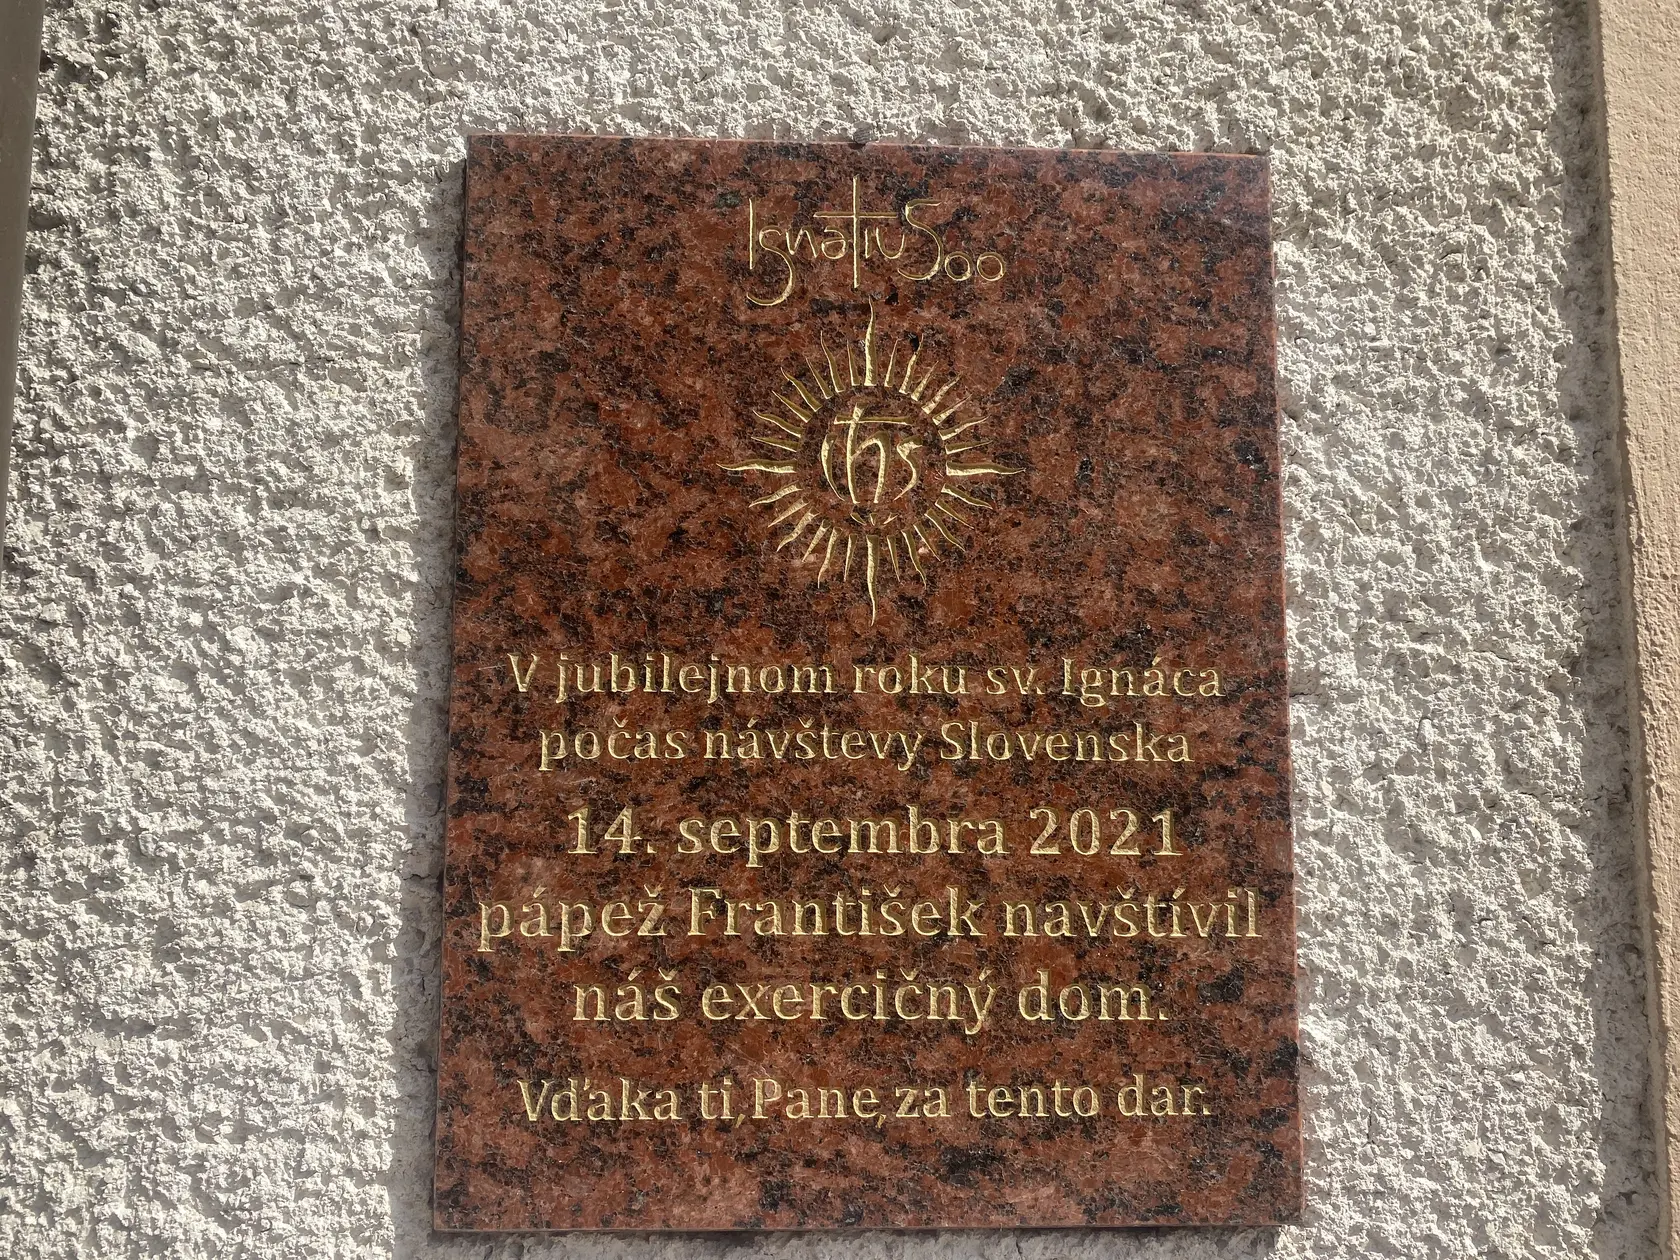 Ignatius500
ihs
V jubilejnom roku sv. Ignáca
počas návštevy Slovenska
14. septembra 2021
pápež František navštívil
náš exercičný dom.
Vďaka ti, Pane, za tento dar.